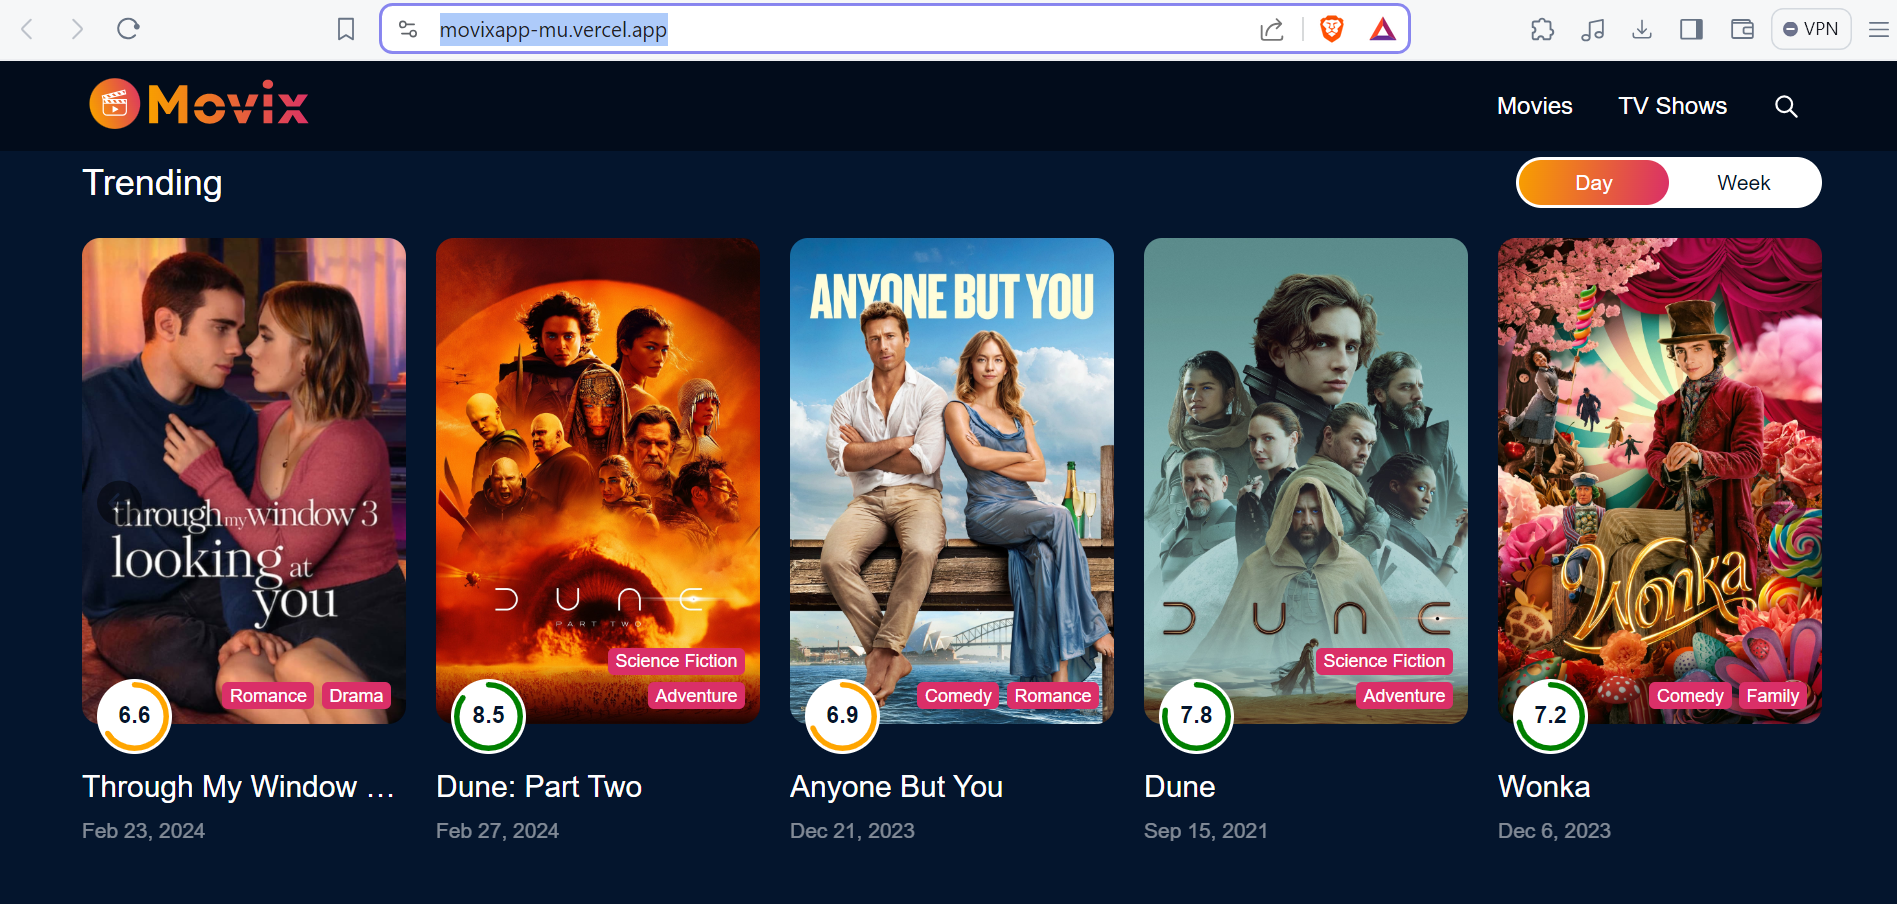 movixapp-mu.vercel.app
VPN
Movix
Movies
TV Shows
Trending
Day
Week
through my window 3
looking at
you
Romance
Drama
6.6
Through My Window ...
Feb 23, 2024
DUNE
PART TWO
Science Fiction
Adventure
8.5
Dune: Part Two
Feb 27, 2024
ANYONE BUT YOU
Comedy
Romance
6.9
Anyone But You
Dec 21, 2023
DUNE
Science Fiction
Adventure
7.8
Dune
Sep 15, 2021
Wonka
Comedy
Family
7.2
Wonka
Dec 6, 2023